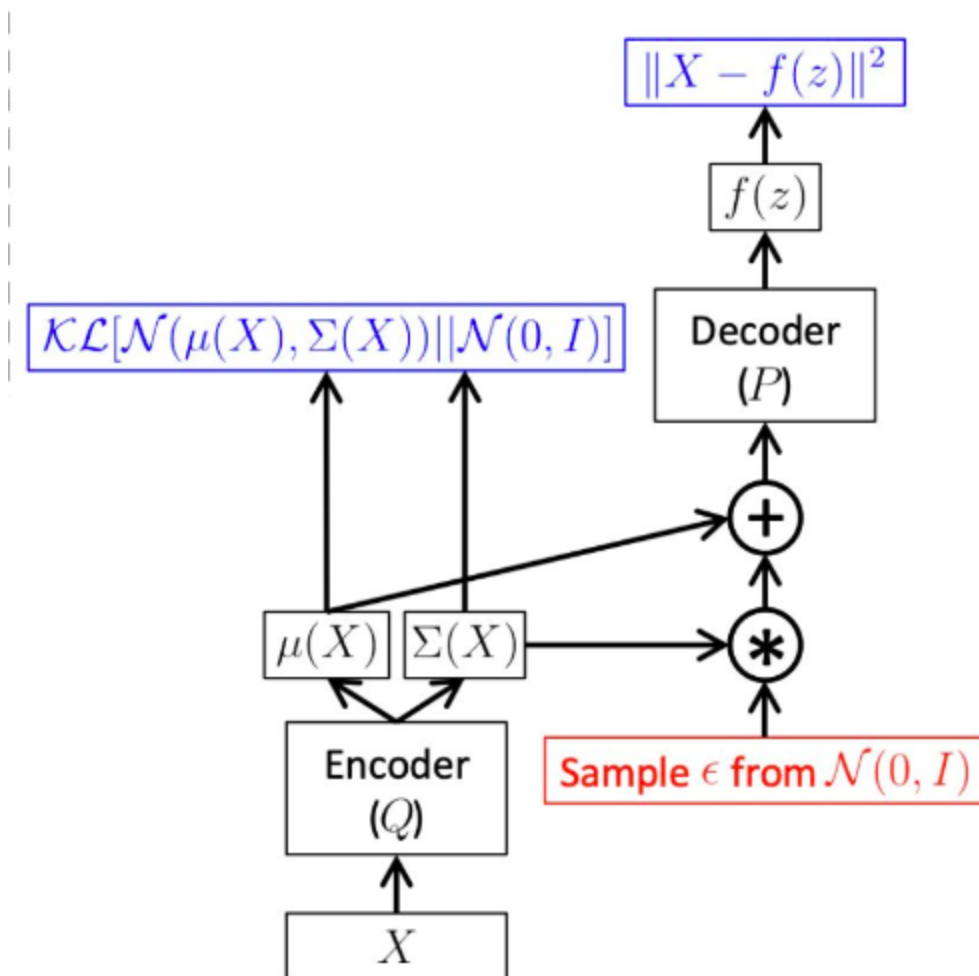 ‖X − f(z)‖²
f(z)
Decoder
(P)
𝒦ℒ[𝒩(μ(X), Σ(X))||𝒩(0, I)]
+
*
μ(X)
Σ(X)
Encoder
(Q)
Sample ϵ from 𝒩(0, I)
X